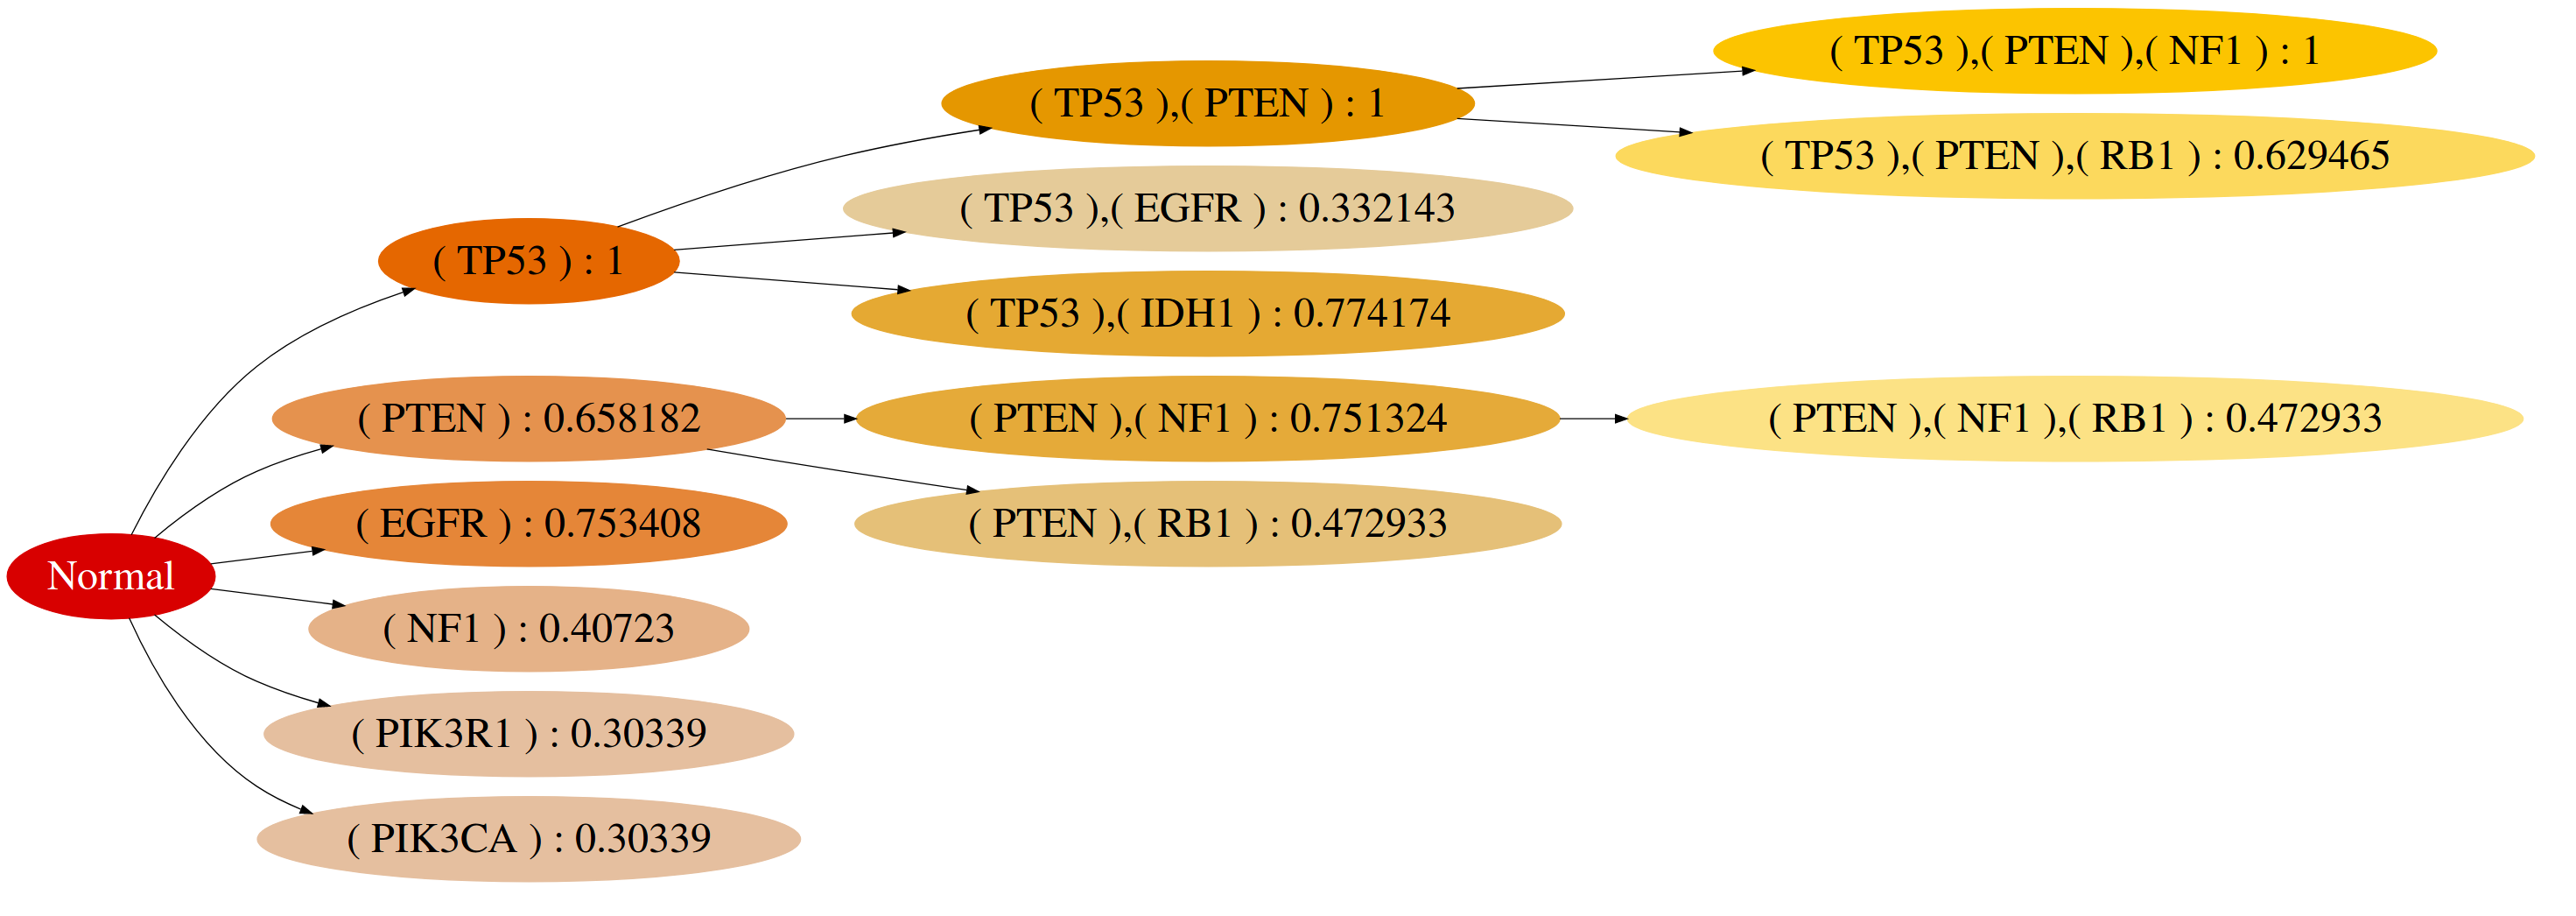 ( TP53 ),( PTEN ),( NF1 ) : 1
( TP53 ),( PTEN ) : 1
( TP53 ),( PTEN ),( RB1 ) : 0.629465
( TP53 ),( EGFR ) : 0.332143
( TP53 ) : 1
( TP53 ),( IDH1 ) : 0.774174
( PTEN ) : 0.658182
( PTEN ),( NF1 ) : 0.751324
( PTEN ),( NF1 ),( RB1 ) : 0.472933
( EGFR ) : 0.753408
( PTEN ),( RB1 ) : 0.472933
Normal
( NF1 ) : 0.40723
( PIK3R1 ) : 0.30339
( PIK3CA ) : 0.30339